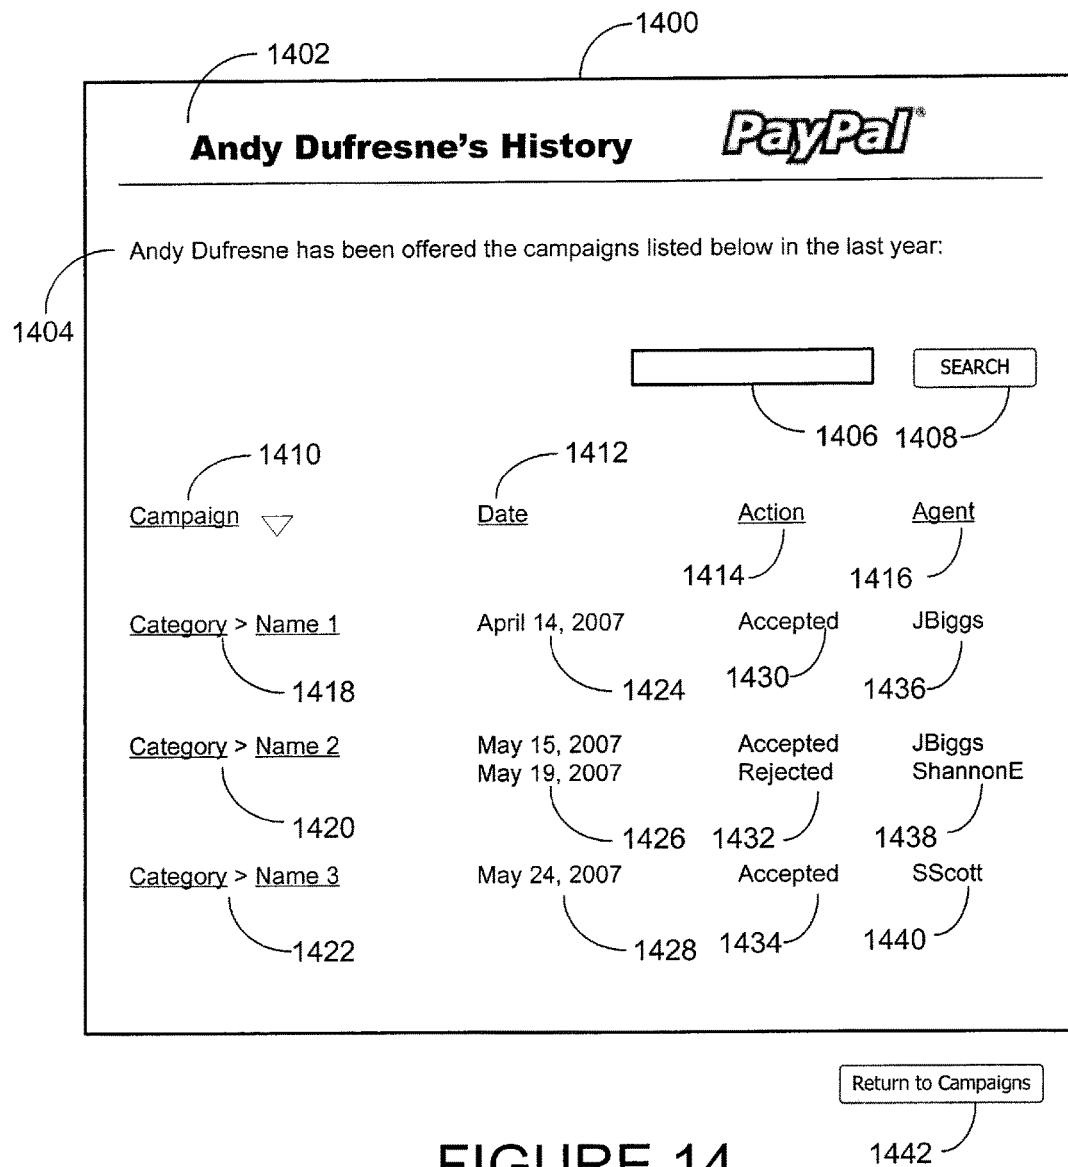 1400
1402
Andy Dufresne's History PayPal®
Andy Dufresne has been offered the campaigns listed below in the last year:
1404
SEARCH
1406 1408
1410 1412
Campaign Date Action Agent
1414 1416
Category > Name 1 April 14, 2007 Accepted JBiggs
1418 1424 1430 1436
Category > Name 2 May 15, 2007 Accepted JBiggs
May 19, 2007 Rejected ShannonE
1420 1426 1432 1438
Category > Name 3 May 24, 2007 Accepted SScott
1422 1428 1434 1440
Return to Campaigns
FIGURE 14 1442